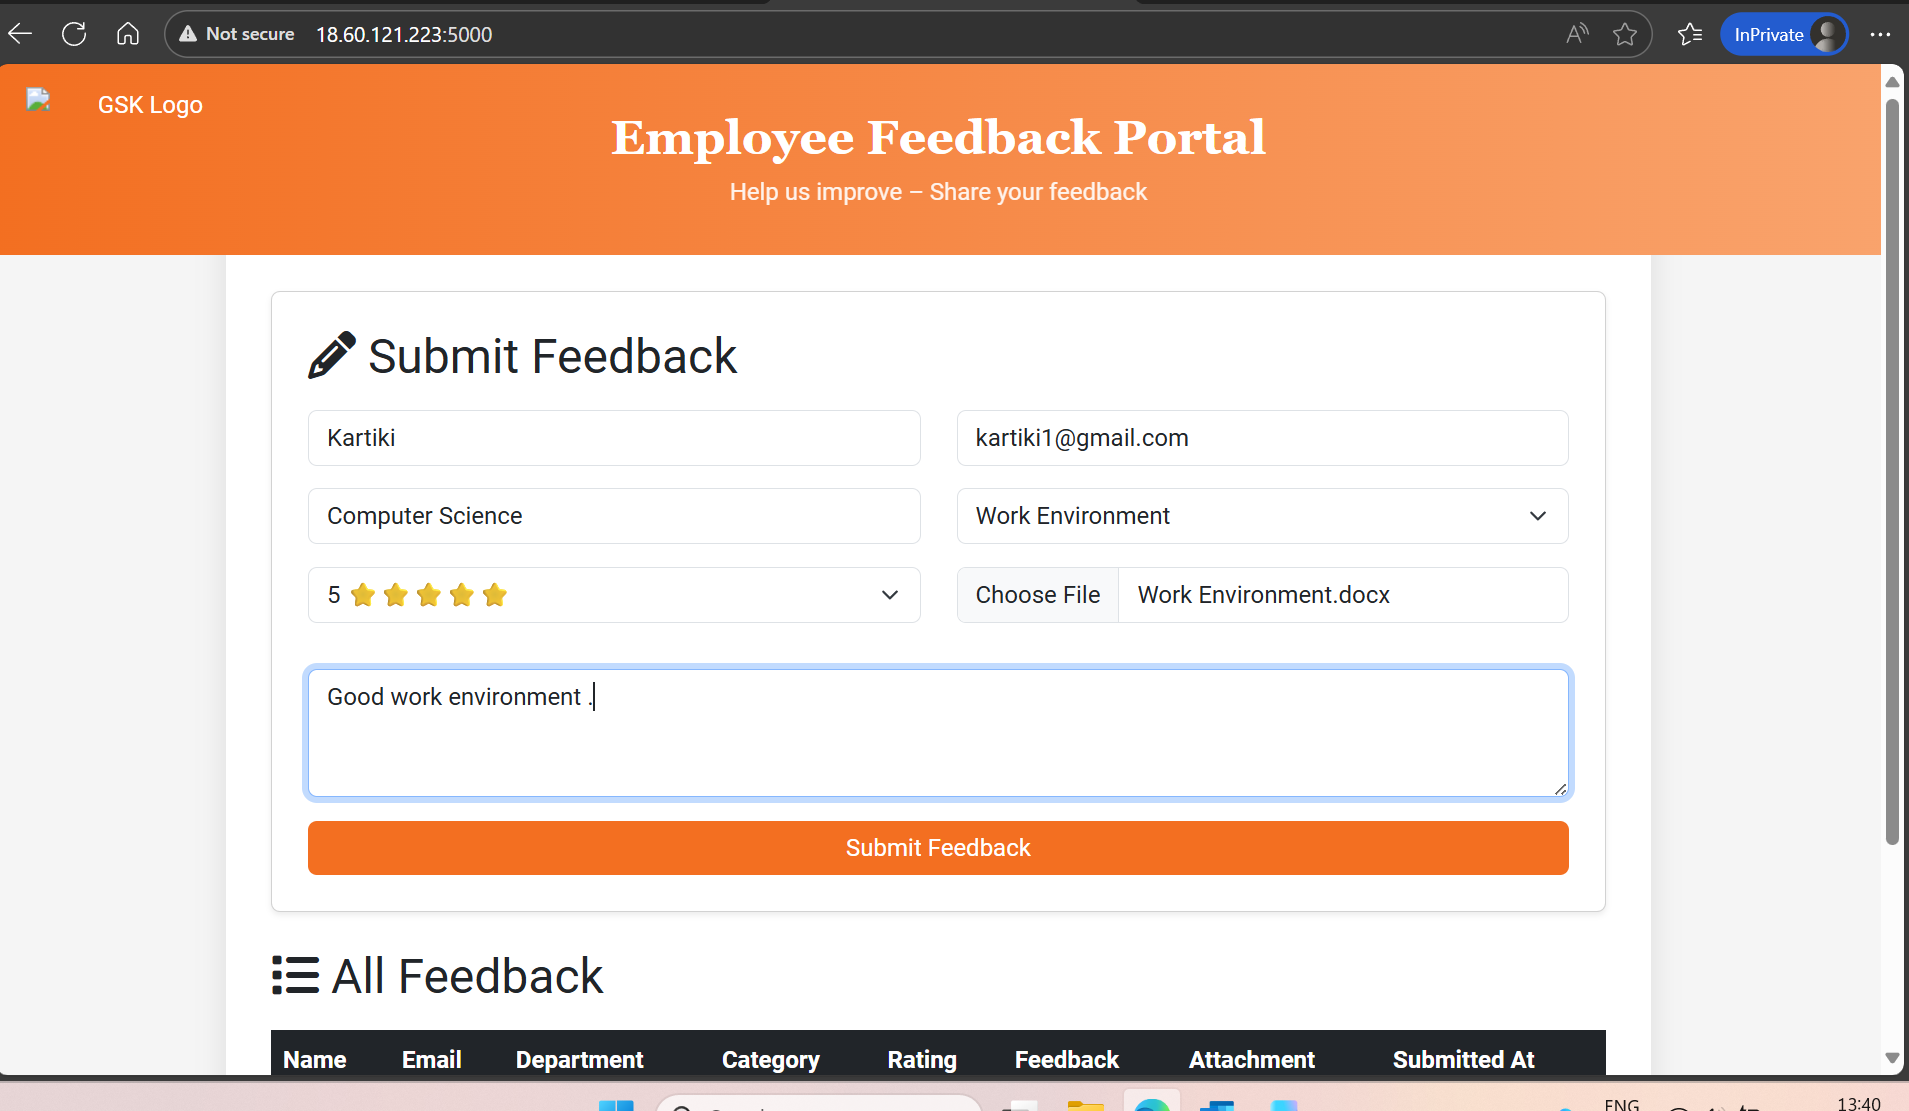 Not secure 18.60.121.223:5000 InPrivate
GSK Logo
Employee Feedback Portal
Help us improve – Share your feedback
Submit Feedback
Kartiki kartiki1@gmail.com
Computer Science Work Environment
5 Choose File Work Environment.docx
Good work environment .
Submit Feedback
All Feedback
Name Email Department Category Rating Feedback Attachment Submitted At
ENG 13:40